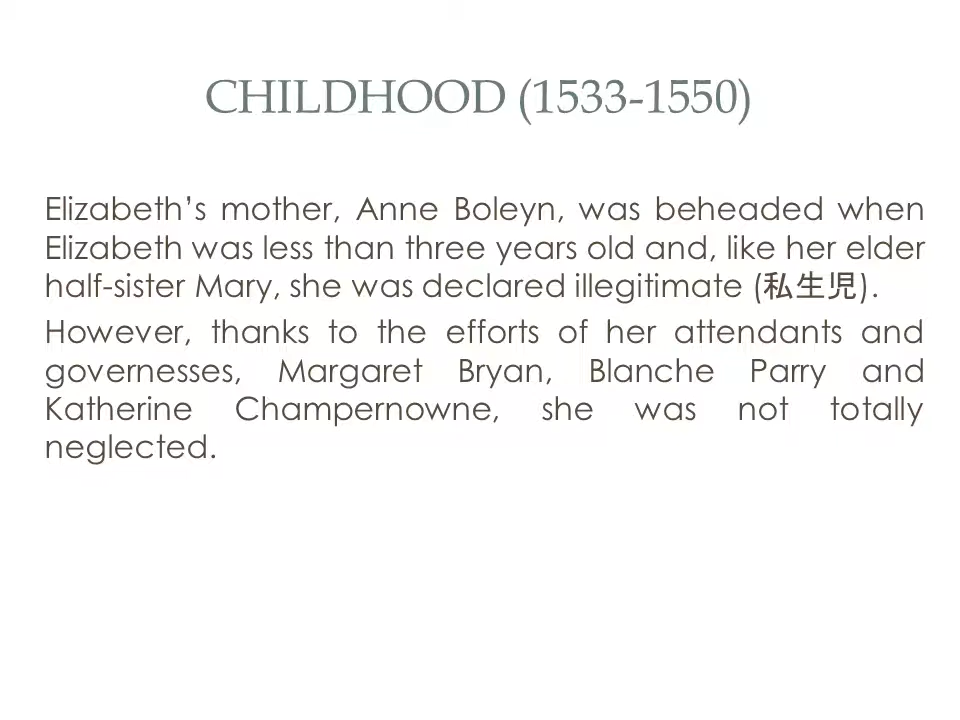 CHILDHOOD (1533-1550)
Elizabeth’s mother, Anne Boleyn, was beheaded when
Elizabeth was less than three years old and, like her elder
half-sister Mary, she was declared illegitimate (私生児).
However, thanks to the efforts of her attendants and
governesses, Margaret Bryan, Blanche Parry and
Katherine Champernowne, she was not totally
neglected.